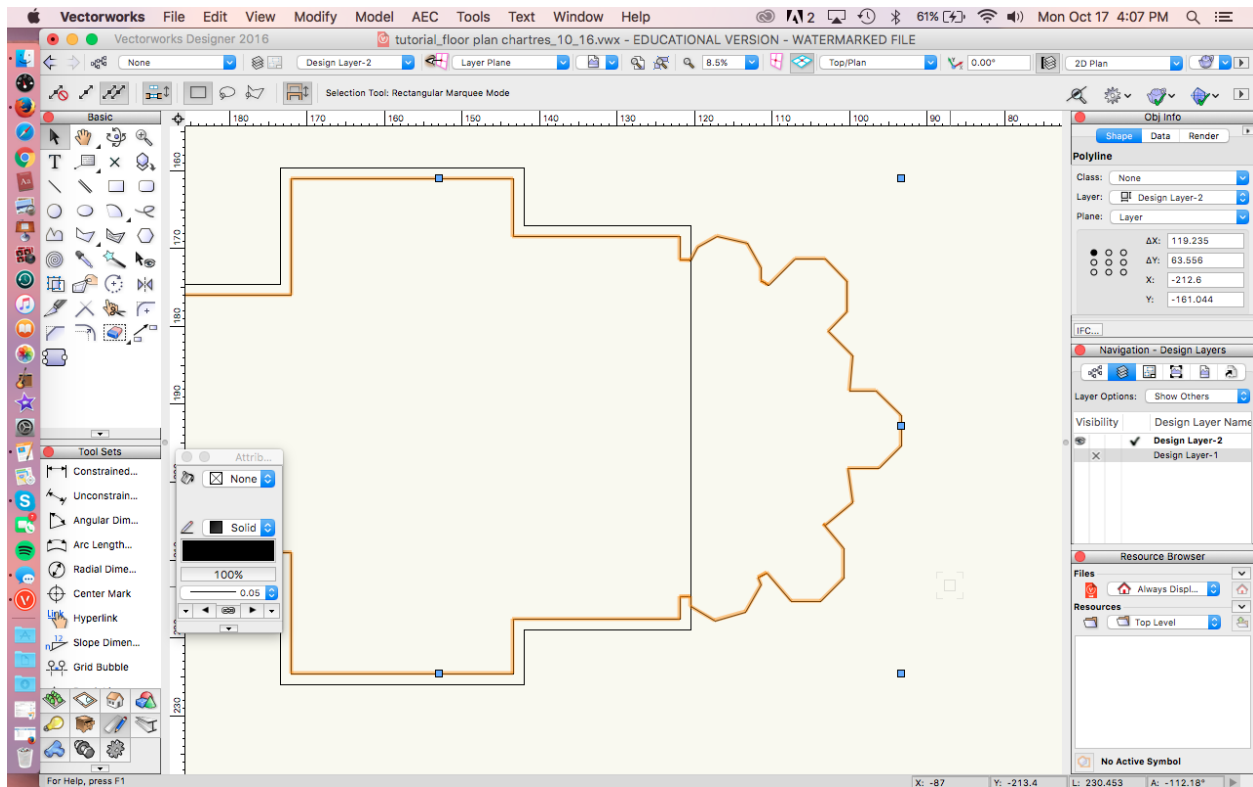 Vectorworks File Edit View Modify Model AEC Tools Text Window Help 2 61% Mon Oct 17 4:07 PM
Vectorworks Designer 2016 tutorial_floor plan chartres_10_16.vwx - EDUCATIONAL VERSION - WATERMARKED FILE
None Design Layer-2 Layer Plane 8.5% Top/Plan 0.00° 2D Plan
Selection Tool: Rectangular Marquee Mode
Basic
180 170 160 150 140 130 120 110 100 90 80
160
170
180
190
230
Tool Sets
Constrained...
Unconstrain...
Angular Dim...
Arc Length...
Radial Dime...
Center Mark
Hyperlink
Slope Dimen...
Grid Bubble
Attrib...
None
Solid
100%
0.05
Obj Info
Shape Data Render
Polyline
Class: None
Layer: Design Layer-2
Plane: Layer
ΔX: 119.235
ΔY: 63.556
X: -212.6
Y: -161.044
IFC...
Navigation - Design Layers
Layer Options: Show Others
Visibility Design Layer Name
Design Layer-2
Design Layer-1
Resource Browser
Files
Always Displ...
Resources
Top Level
No Active Symbol
For Help, press F1 X: -87 Y: -213.4 L: 230.453 A: -112.18°